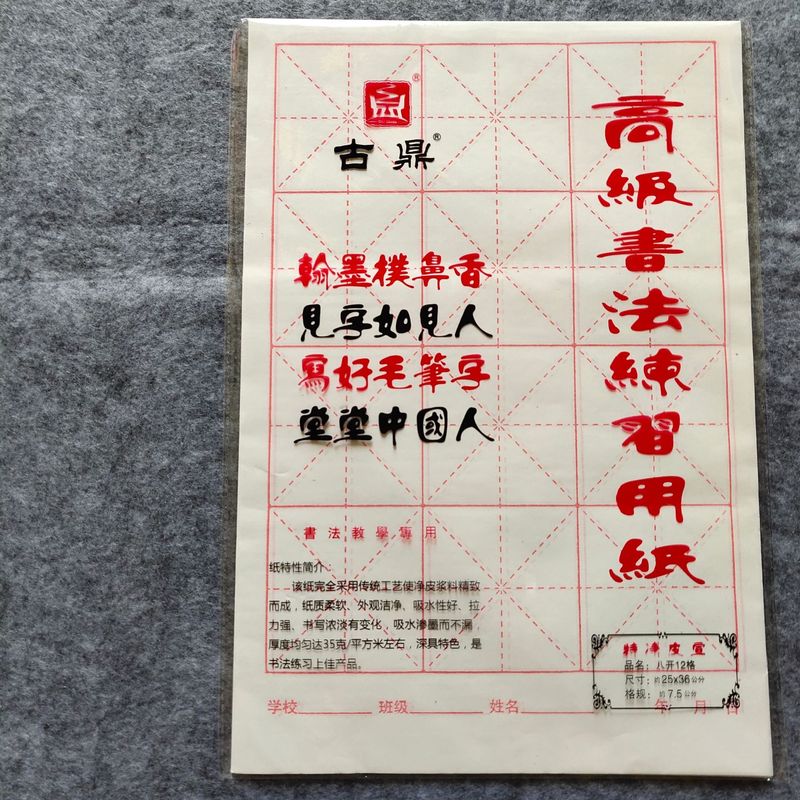 古鼎®
高級書法練習用紙
翰墨樸鼻香
見字如見人
寫好毛筆字
堂堂中國人
書法教學專用
纸特性简介:
该纸完全采用传统工艺使净皮浆料精致
而成，纸质柔软、外观洁净、吸水性好、拉
力强、书写浓淡有变化、吸水渗墨而不漏
厚度均匀达35克/平方米左右，深具特色，是
书法练习上佳产品。
特净皮宣
品名：八开12格
尺寸：约25x36公分
格规：约7.5公分
学校 班级 姓名 年 月 日